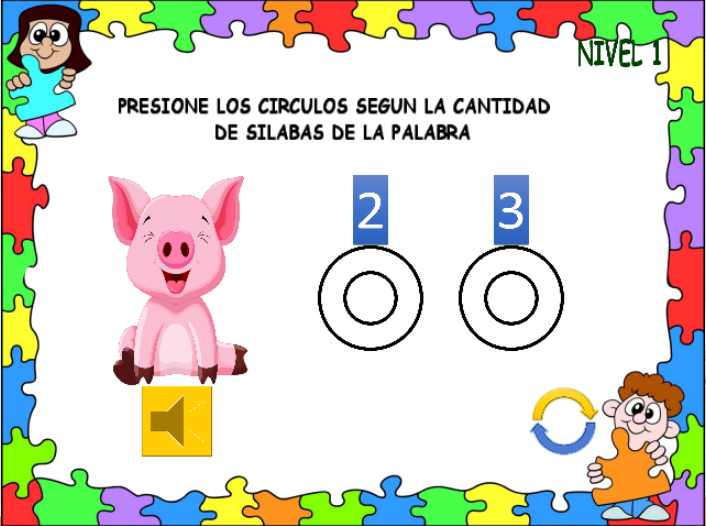 NIVEL 1
PRESIONE LOS CIRCULOS SEGUN LA CANTIDAD
DE SILABAS DE LA PALABRA
2 3